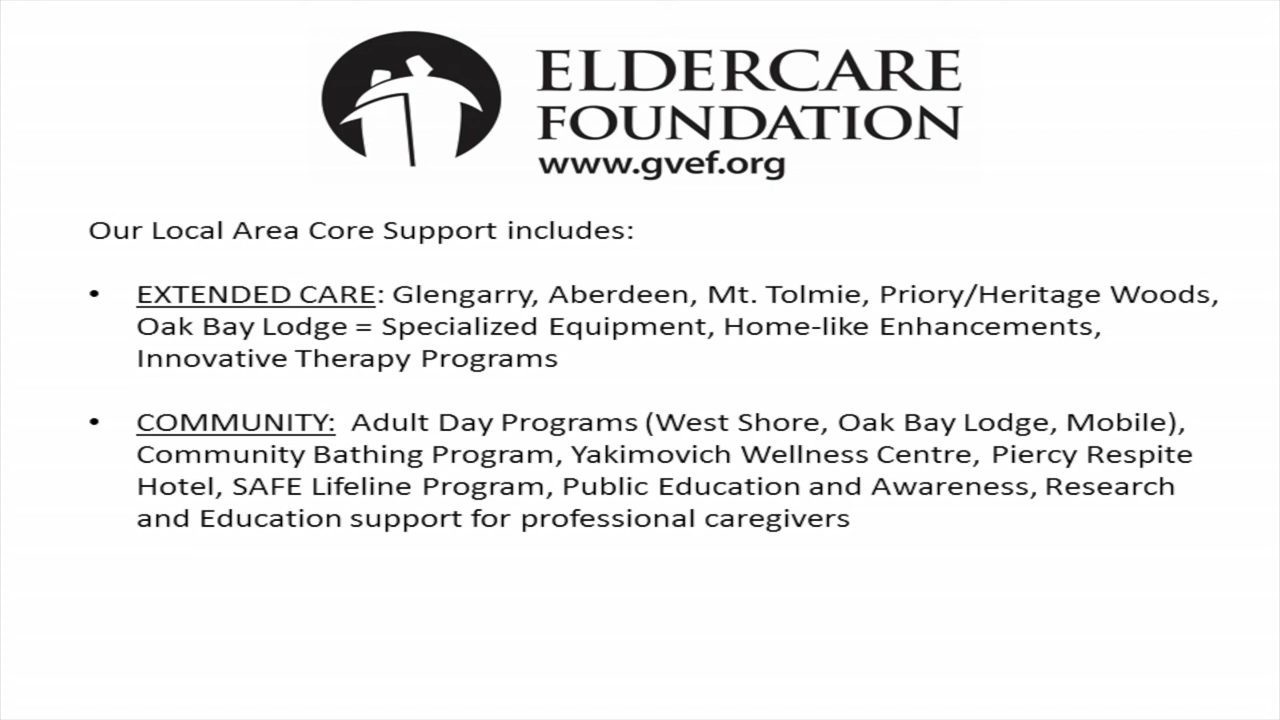 ELDERCARE
FOUNDATION
www.gvef.org
Our Local Area Core Support includes:
• EXTENDED CARE: Glengarry, Aberdeen, Mt. Tolmie, Priory/Heritage Woods,
Oak Bay Lodge = Specialized Equipment, Home-like Enhancements,
Innovative Therapy Programs
• COMMUNITY: Adult Day Programs (West Shore, Oak Bay Lodge, Mobile),
Community Bathing Program, Yakimovich Wellness Centre, Piercy Respite
Hotel, SAFE Lifeline Program, Public Education and Awareness, Research
and Education support for professional caregivers